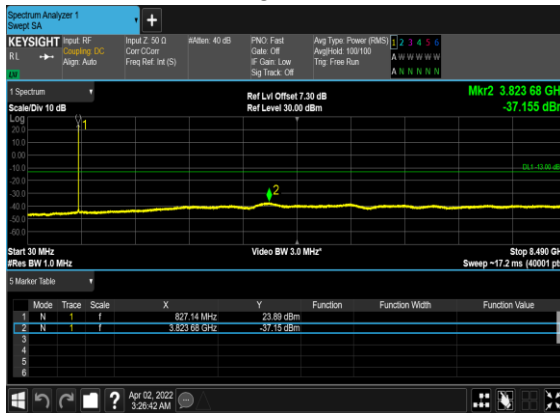 Spectrum Analyzer 1
Swept SA
KEYSIGHT Input: RF Input Z: 50 Ω #Atten: 40 dB PNO: Fast Avg Type: Power (RMS) 1 2 3 4 5 6
RL Coupling: DC Corr CCorr Gate: Off Avg|Hold: 100/100 A W W W W W
Align: Auto Freq Ref: Int (S) IF Gain: Low Trig: Free Run
Sig Track: Off A N N N N N
1 Spectrum Ref Lvl Offset 7.30 dB Mkr2 3.823 68 GH
Scale/Div 10 dB Ref Level 30.00 dBm -37.155 dBr
Log
20.0 1
10.0
0.00
-10.0 DL1 -13.00 dB
-20.0
-30.0 2
-40.0
-50.0
-60.0
Start 30 MHz Video BW 3.0 MHz* Stop 8.490 GH
#Res BW 1.0 MHz Sweep ~17.2 ms (40001 pts
5 Marker Table
Mode Trace Scale X Y Function Function Width Function Value
1 N 1 f 827.14 MHz 23.89 dBm
2 N 1 f 3.823 68 GHz -37.15 dBm
3
4
5
6
? Apr 02, 2022
3:26:42 AM